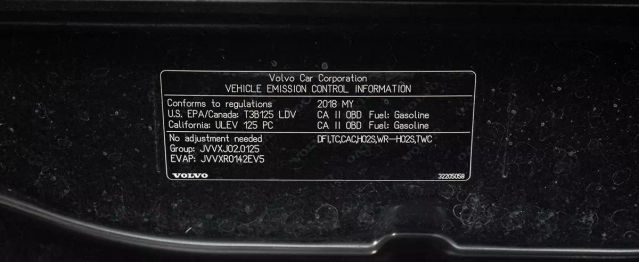 Volvo Car Corporation
VEHICLE EMISSION CONTROL INFORMATION
Conforms to regulations 2018 MY
U.S. EPA/Canada: T3B125 LDV CA II OBD Fuel: Gasoline
California: ULEV 125 PC CA II OBD Fuel: Gasoline
No adjustment needed DFI,TC,CAC,HO2S,WR-HO2S,TWC
Group: JVVXJ02.0125
EVAP: JVVXR0142EV5
VOLVO 32205058